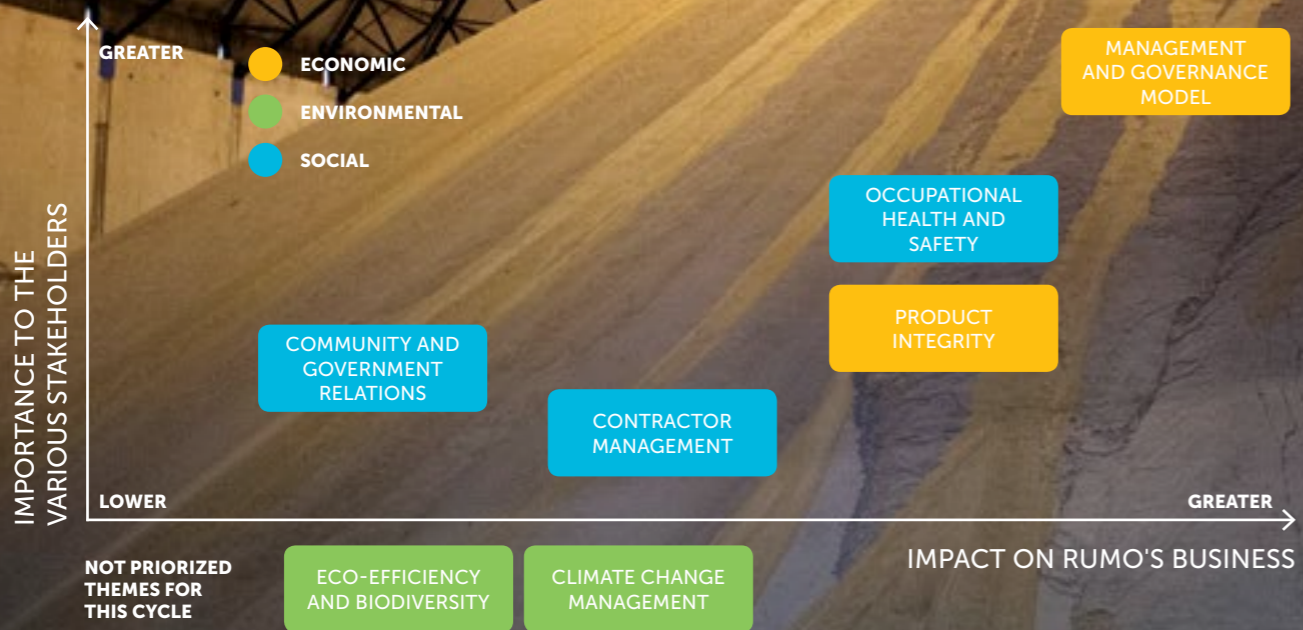 GREATER
ECONOMIC
ENVIRONMENTAL
SOCIAL
MANAGEMENT
AND GOVERNANCE
MODEL
OCCUPATIONAL
HEALTH AND
SAFETY
PRODUCT
INTEGRITY
COMMUNITY AND
GOVERNMENT
RELATIONS
CONTRACTOR
MANAGEMENT
IMPORTANCE TO THE
VARIOUS STAKEHOLDERS
LOWER
GREATER
IMPACT ON RUMO'S BUSINESS
NOT PRIORIZED
THEMES FOR
THIS CYCLE
ECO-EFFICIENCY
AND BIODIVERSITY
CLIMATE CHANGE
MANAGEMENT